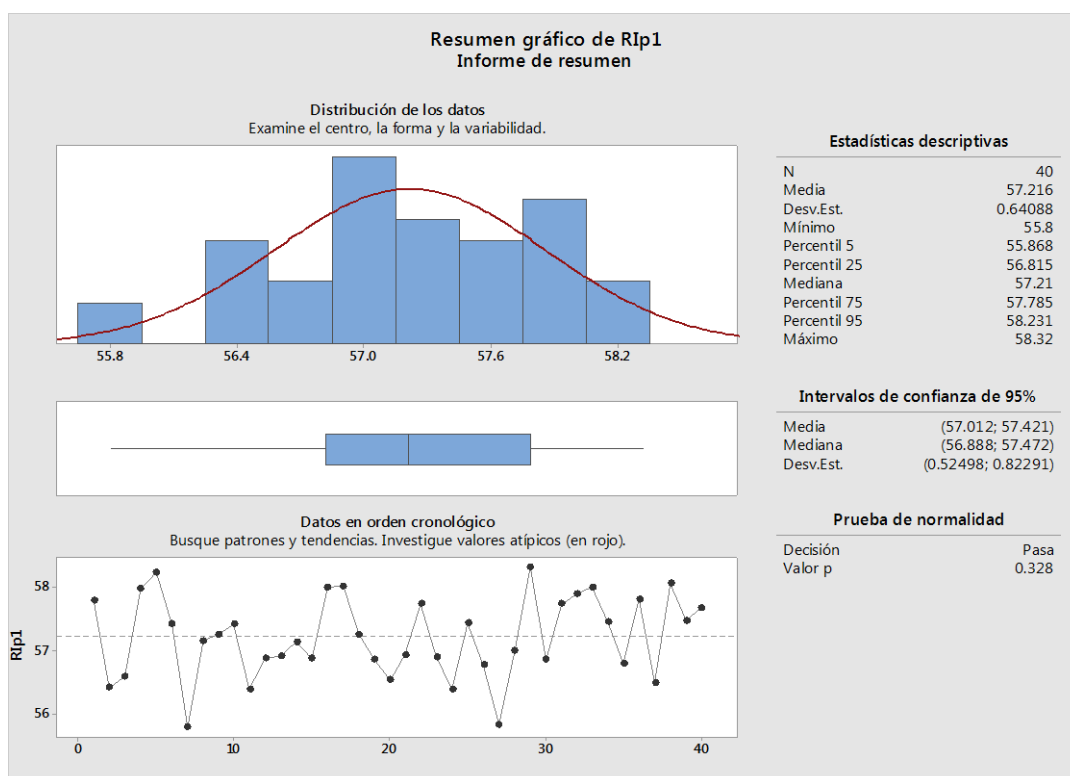 Resumen gráfico de RIp1
Informe de resumen
Distribución de los datos
Examine el centro, la forma y la variabilidad.
55.8 56.4 57.0 57.6 58.2
Datos en orden cronológico
Busque patrones y tendencias. Investigue valores atípicos (en rojo).
RIp1
58
57
56
0 10 20 30 40
Estadísticas descriptivas
N 40
Media 57.216
Desv.Est. 0.64088
Mínimo 55.8
Percentil 5 55.868
Percentil 25 56.815
Mediana 57.21
Percentil 75 57.785
Percentil 95 58.231
Máximo 58.32
Intervalos de confianza de 95%
Media (57.012; 57.421)
Mediana (56.888; 57.472)
Desv.Est. (0.52498; 0.82291)
Prueba de normalidad
Decisión Pasa
Valor p 0.328